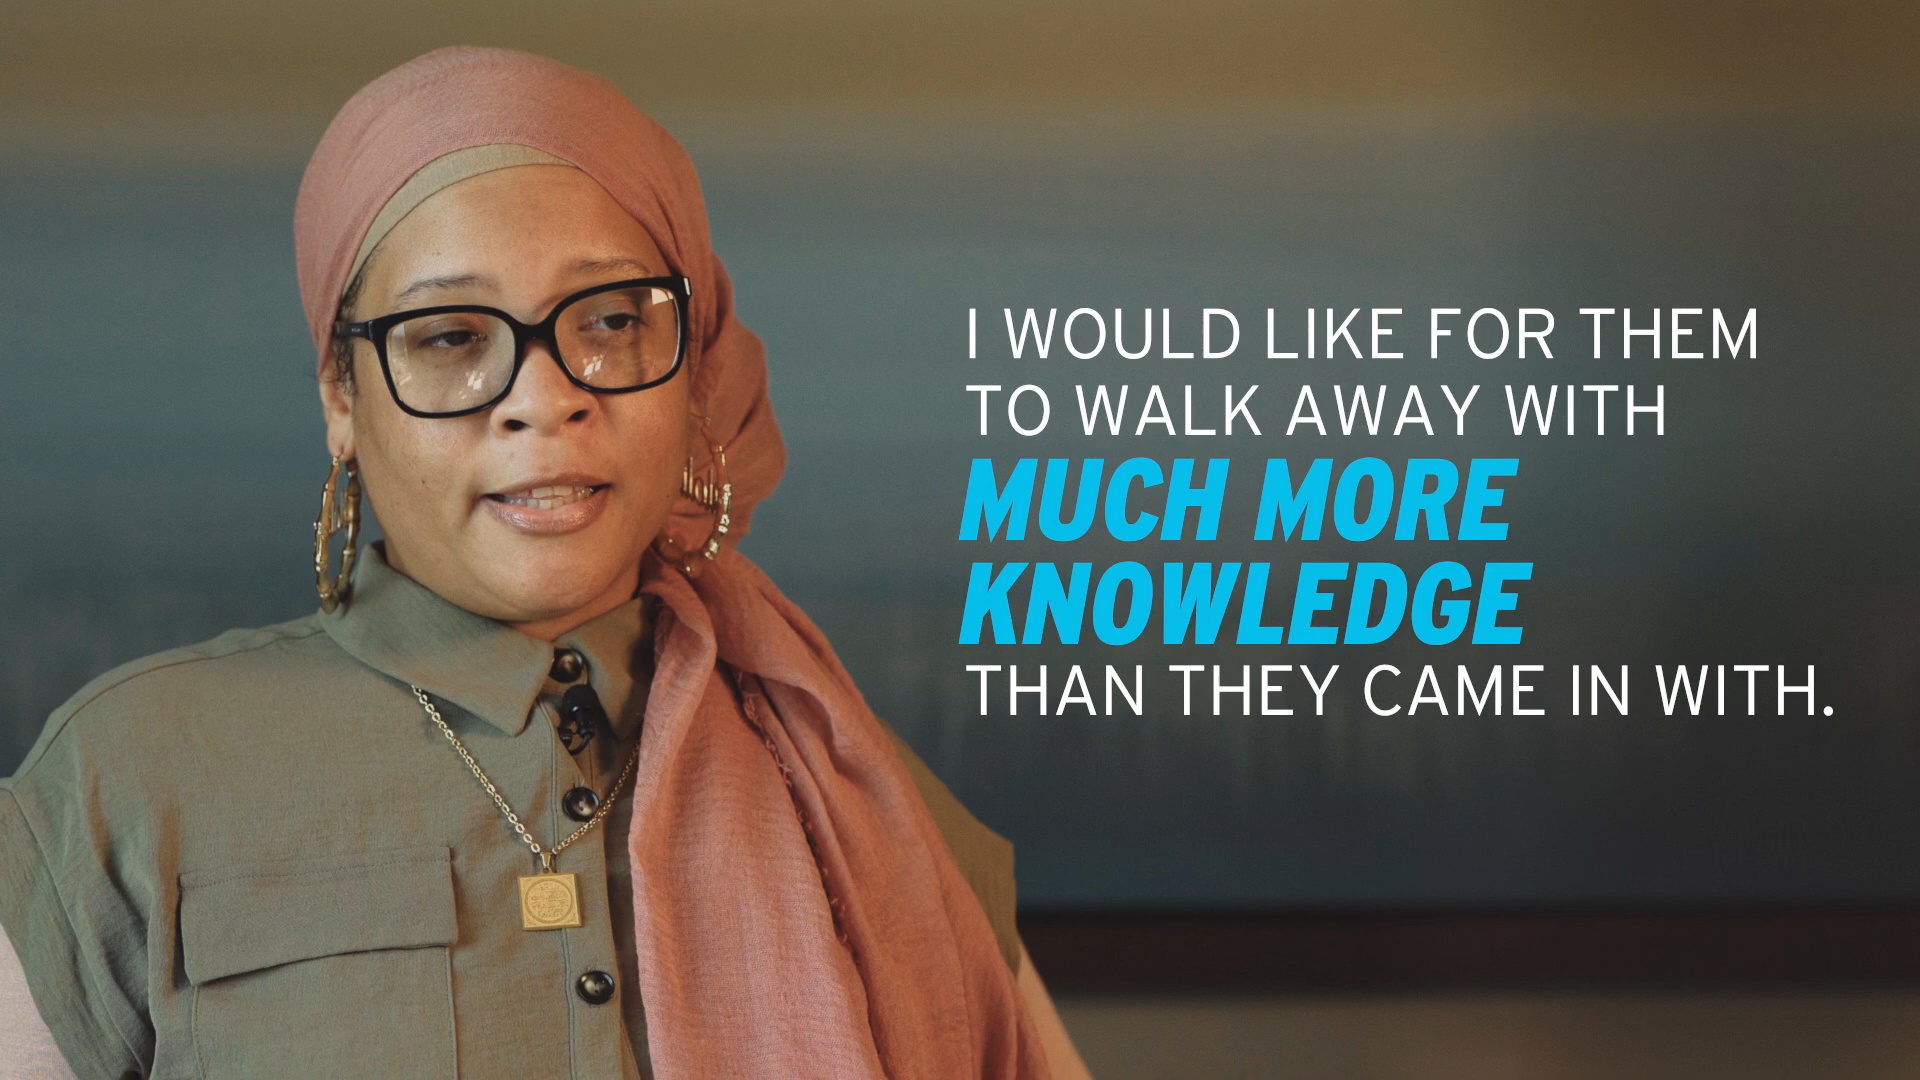 I WOULD LIKE FOR THEM
TO WALK AWAY WITH
MUCH MORE
KNOWLEDGE
THAN THEY CAME IN WITH.